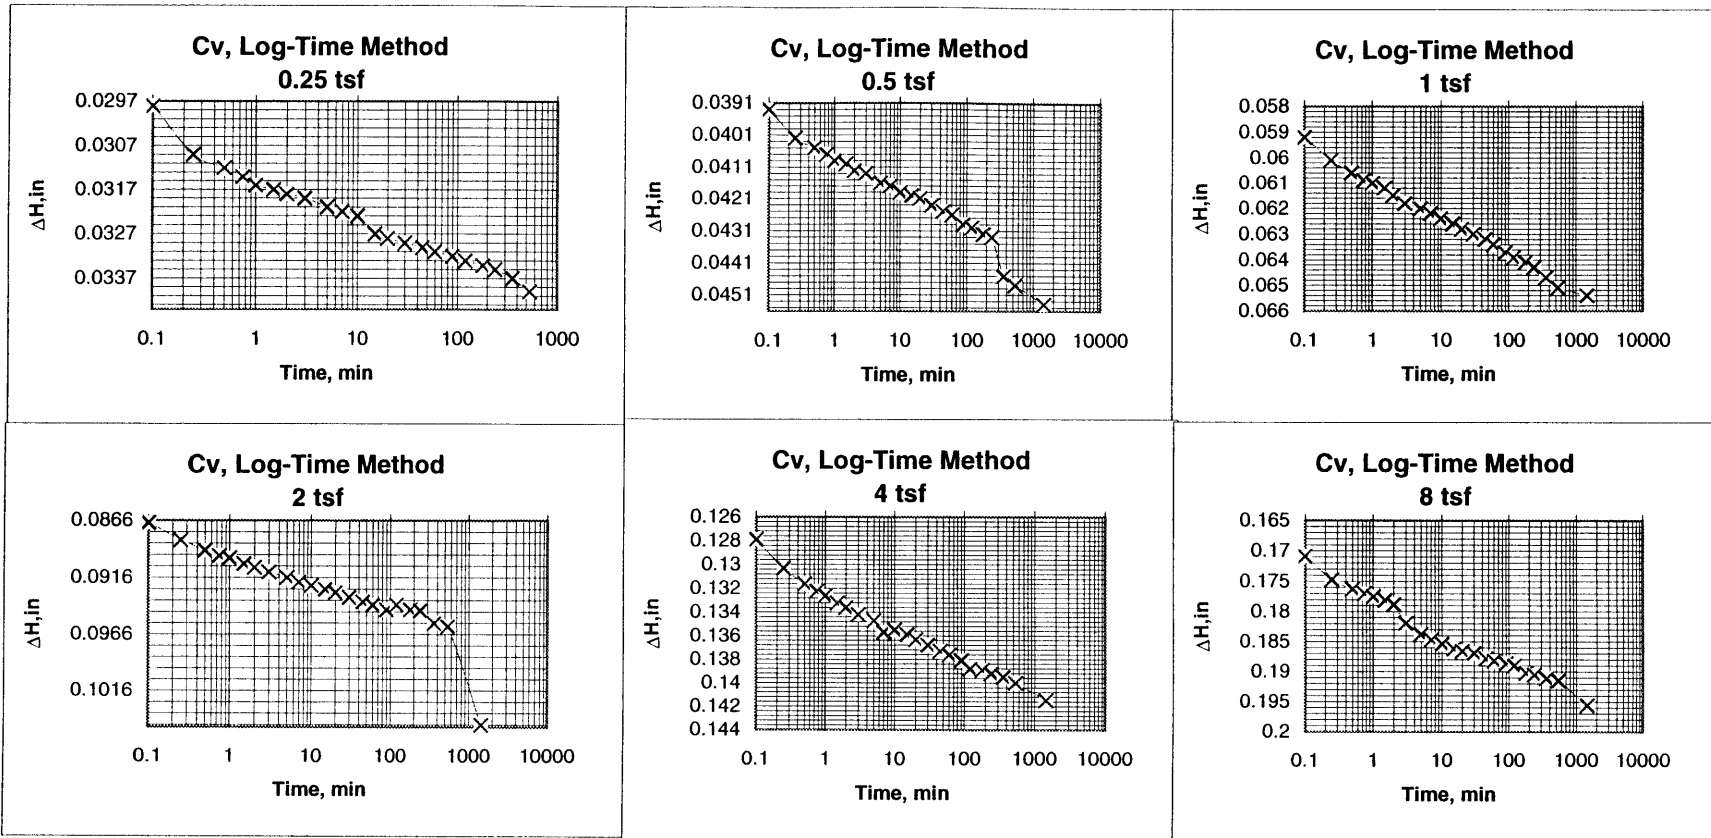 Cv, Log-Time Method
0.25 tsf
0.0297
0.0307
0.0317
0.0327
0.0337
ΔH,in
0.1 1 10 100 1000
Time, min
Cv, Log-Time Method
0.5 tsf
0.0391
0.0401
0.0411
0.0421
0.0431
0.0441
0.0451
ΔH,in
0.1 1 10 100 1000 10000
Time, min
Cv, Log-Time Method
1 tsf
0.058
0.059
0.06
0.061
0.062
0.063
0.064
0.065
0.066
ΔH,in
0.1 1 10 100 1000 10000
Time, min
Cv, Log-Time Method
2 tsf
0.0866
0.0916
0.0966
0.1016
ΔH,in
0.1 1 10 100 1000 10000
Time, min
Cv, Log-Time Method
4 tsf
0.126
0.128
0.13
0.132
0.134
0.136
0.138
0.14
0.142
0.144
ΔH,in
0.1 1 10 100 1000 10000
Time, min
Cv, Log-Time Method
8 tsf
0.165
0.17
0.175
0.18
0.185
0.19
0.195
0.2
ΔH,in
0.1 1 10 100 1000 10000
Time, min